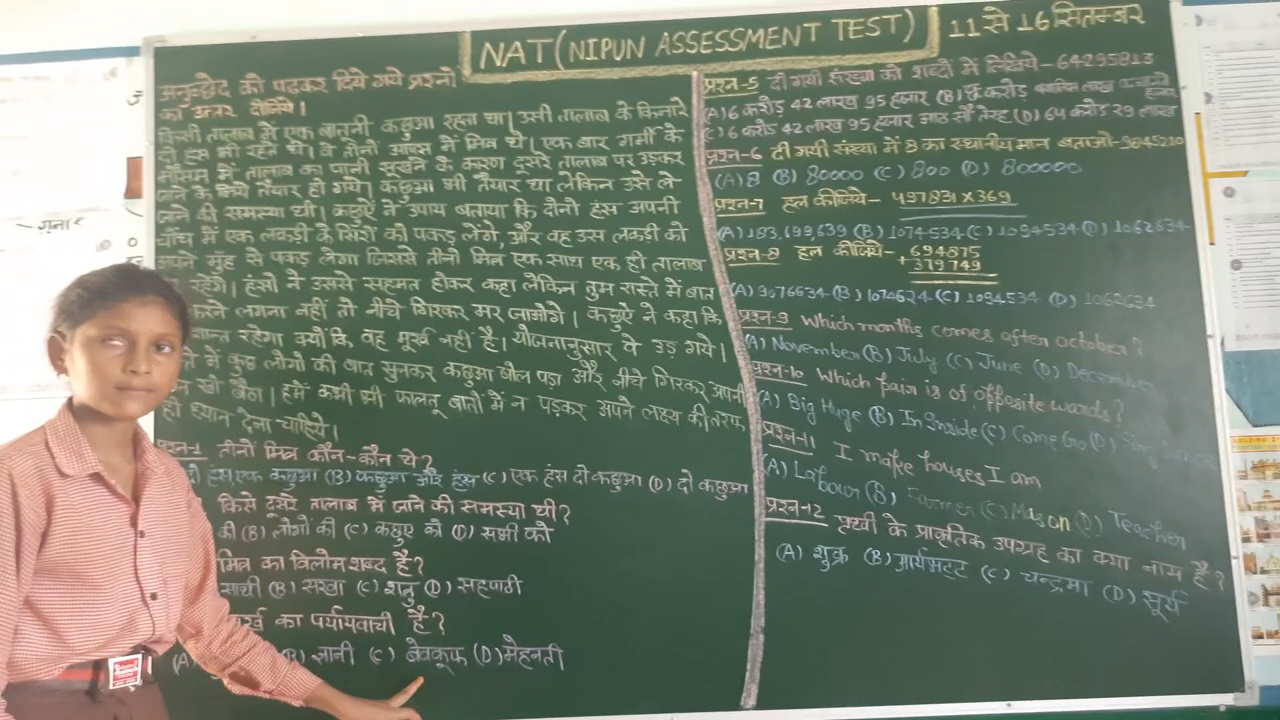 NAT(NIPUN ASSESSMENT TEST)
11 से 16 सितम्बर
अनुच्छेद को पढकर दिये गये प्रश्नो
का उत्तर दीजिये।
किसी तालाब में एक बातूनी कछुआ रहता था। उसी तालाब के किनारे
दो हंस भी रहते थे। वे तीनो आपस में मित्र थे। एक बार गर्मी के
मौसम में तालाब का पानी सूखने के कारण दूसरे तालाब पर उड़कर
जाने के लिये तैयार हो गये। कछुआ भी तैयार था लेकिन उसे ले
जाने की समस्या थी। कछुऐ ने उपाय बताया कि दोनो हंस अपनी
चोंच में एक लकड़ी के सिरों को पकड़ लेंगे, और वह उस लकड़ी को
अपने मुंह से पकड़ लेगा जिससे तीनो मित्र एक साथ एक ही तालाब
रहेंगे। हंसो ने उससे सहमत होकर कहा लेकिन तुम रास्ते में बात
करने लगना नहीं तो नीचे गिरकर मर जाओगे। कछुऐ ने कहा कि
शान्त रहेगा क्योंकि वह मूर्ख नहीं है। योजनानुसार वे उड़ गये।
में कुछ लोगों की बात सुनकर कछुआ बोल पड़ा और नीचे गिरकर अपनी
खो बैठा। हमें कभी भी फालतू बातों में न पड़कर अपने लक्ष्य की तरफ
ही ध्यान देना चाहिये।
तीनों मित्र कौन-कौन थे?
हंस,एक कछुआ (B) कछुआ और हंस (C) एक हंस दो कछुआ (D) दो कछुआ
किसे दूसरे तालाब में जाने की समस्या थी?
को (B) लोगों को (C) कछुए को (D) सभी को
मित्र का विलोम शब्द है?
साथी (B) सखा (C) शत्रु (D) सहपाठी
मूर्ख का पर्यायवाची है?
(A) (B) ज्ञानी (C) बेवकूफ (D) मेहनती
प्रश्न-5 दी गयी संख्या को शब्दों में लिखिये-64295813
(A) 6 करोड़ 42 लाख 95 हजार (B) छः करोड़ लाख हजार
(C) 6 करोड 42 लाख 95 हजार आठ सौ तेरह (D) 64 करोड़ 29 लाख
प्रश्न-6 दी गयी संख्या में 8 का स्थानीय मान बताओ-9845210
(A) 8 (B) 80000 (C) 800 (D) 800000
प्रश्न-7 हल कीजिये- 497831×369
(A) 183,699,639 (B) 1074534 (C) 1094534 (D) 1062634
प्रश्न-8 हल कीजिये- 694875
+ 379749
(A) 9076634 (B) 1074624 (C) 1094534 (D) 1062634
प्रश्न-9 Which months comes after october?
(A) November (B) July (C) June (D) December
प्रश्न-10 Which pair is of opposite words?
(A) Big Huge (B) In Inside (C) Come Go (D)
प्रश्न-11 I make houses I am
(A) Labour (B) Farmer (C) Mason (D) Teacher
प्रश्न-12 पृथ्वी के प्राकृतिक उपग्रह का क्या नाम है?
(A) शुक्र (B) आर्यभट्ट (C) चन्द्रमा (D) सूर्य